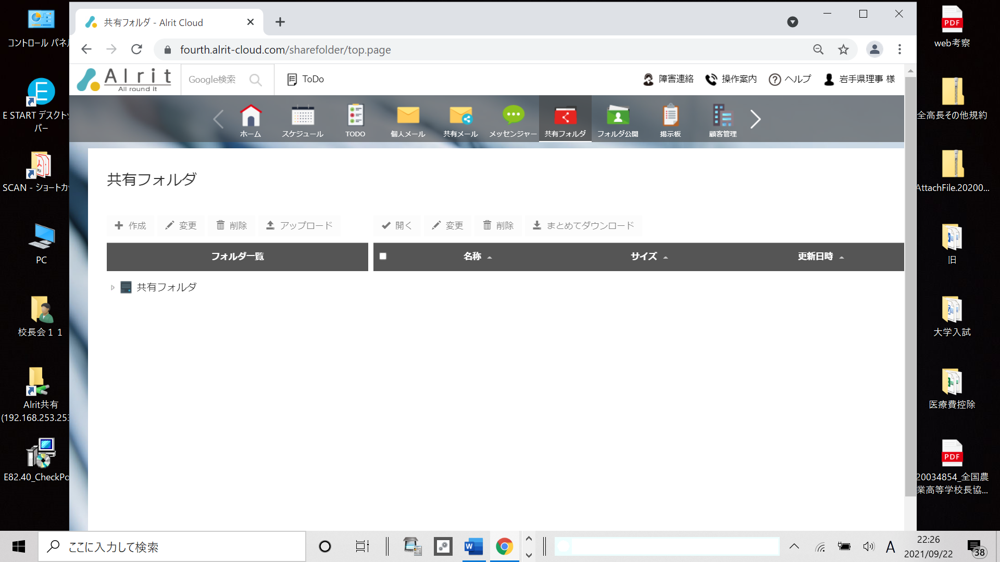 コントロール パネル
E START デスクトッ
バー
SCAN - ショートカッ
PC
校長会１１
Alrit共有
(192.168.253.253
E82.40_CheckPo
共有フォルダ - Alrit Cloud
fourth.alrit-cloud.com/sharefolder/top.page
Alrit
All round it
Google検索
ToDo
障害連絡
操作案内
ヘルプ
岩手県理事 様
ホーム
スケジュール
TODO
個人メール
共有メール
メッセンジャー
共有フォルダ
フォルダ公開
掲示板
顧客管理
共有フォルダ
作成
変更
削除
アップロード
開く
変更
削除
まとめてダウンロード
フォルダ一覧
名称
サイズ
更新日時
共有フォルダ
PDF
web考察
全高長その他規約
AttachFile.20200...
旧
大学入試
医療費控除
PDF
20034854_全国農
業高等学校長協...
ここに入力して検索
A
22:26
2021/09/22
38